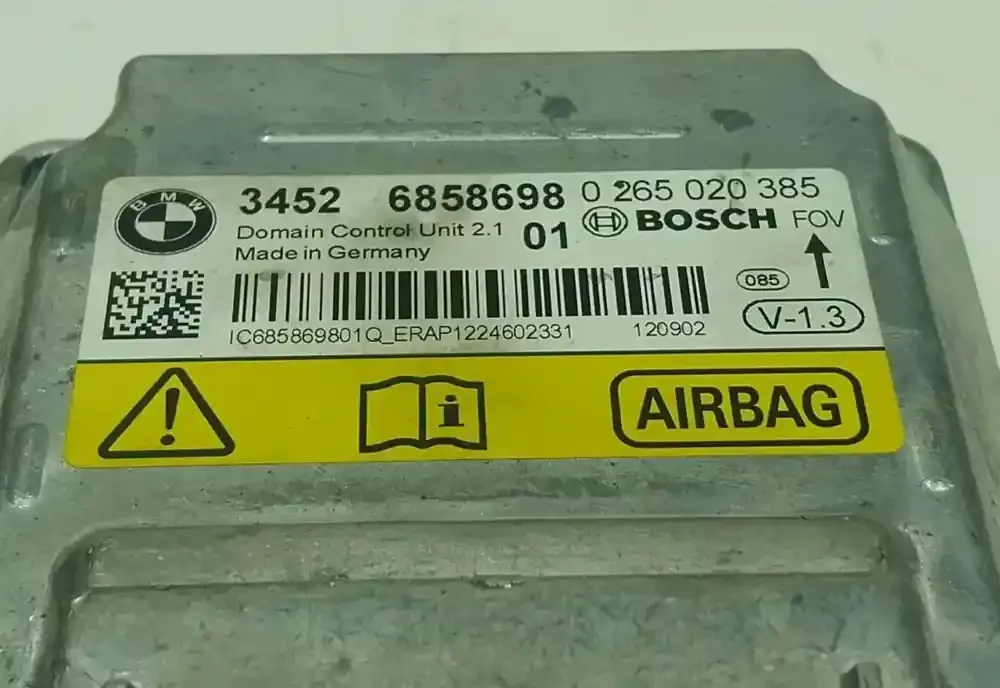 BMW
3452 6858698 0 265 020 385
Domain Control Unit 2.1 01 BOSCH FOV
Made in Germany
085
V-1.3
IC685869801Q_ERAP1224602331 120902
AIRBAG